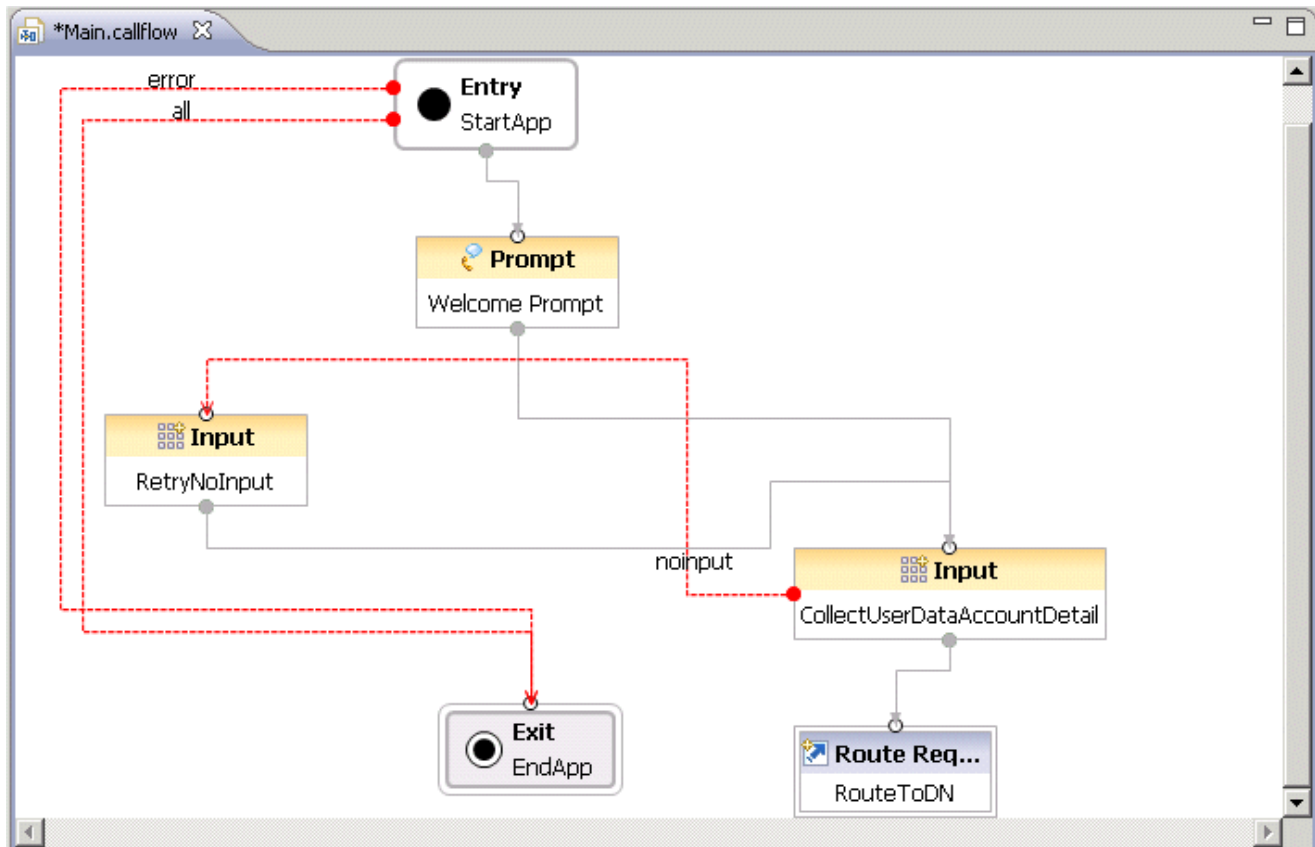 *Main.callflow
error
all
Entry
StartApp
Prompt
Welcome Prompt
Input
RetryNoInput
noinput
Input
CollectUserDataAccountDetail
Exit
EndApp
Route Req...
RouteToDN